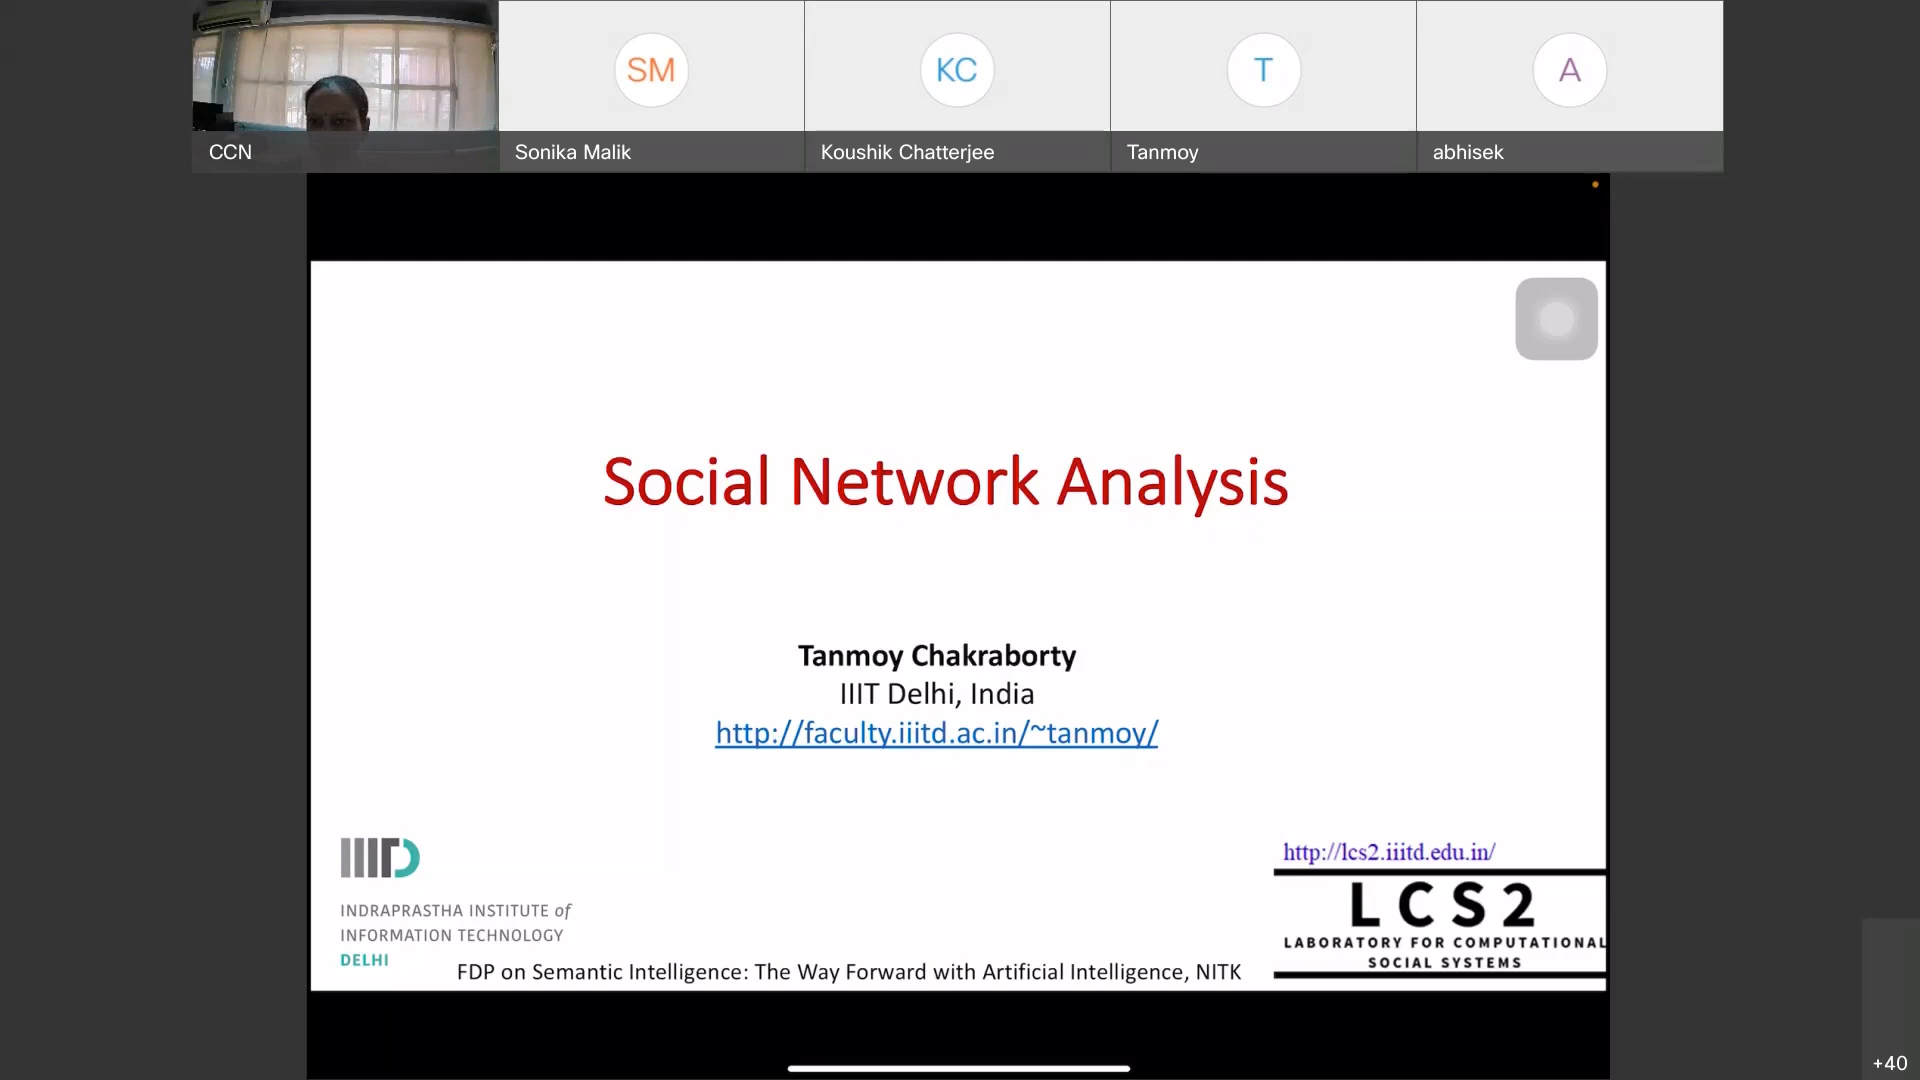 SM
KC
T
A
CCN
Sonika Malik
Koushik Chatterjee
Tanmoy
abhisek
Social Network Analysis
Tanmoy Chakraborty
IIIT Delhi, India
http://faculty.iiitd.ac.in/~tanmoy/
IIITD
INDRAPRASTHA INSTITUTE of
INFORMATION TECHNOLOGY
DELHI
FDP on Semantic Intelligence: The Way Forward with Artificial Intelligence, NITK
http://lcs2.iiitd.edu.in/
LCS2
LABORATORY FOR COMPUTATIONAL
SOCIAL SYSTEMS
+40